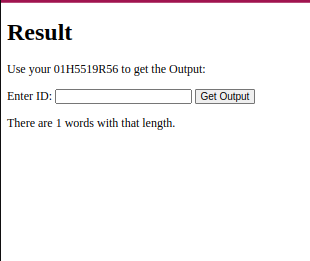 Result
Use your 01H5519R56 to get the Output:
Enter ID: Get Output
There are 1 words with that length.